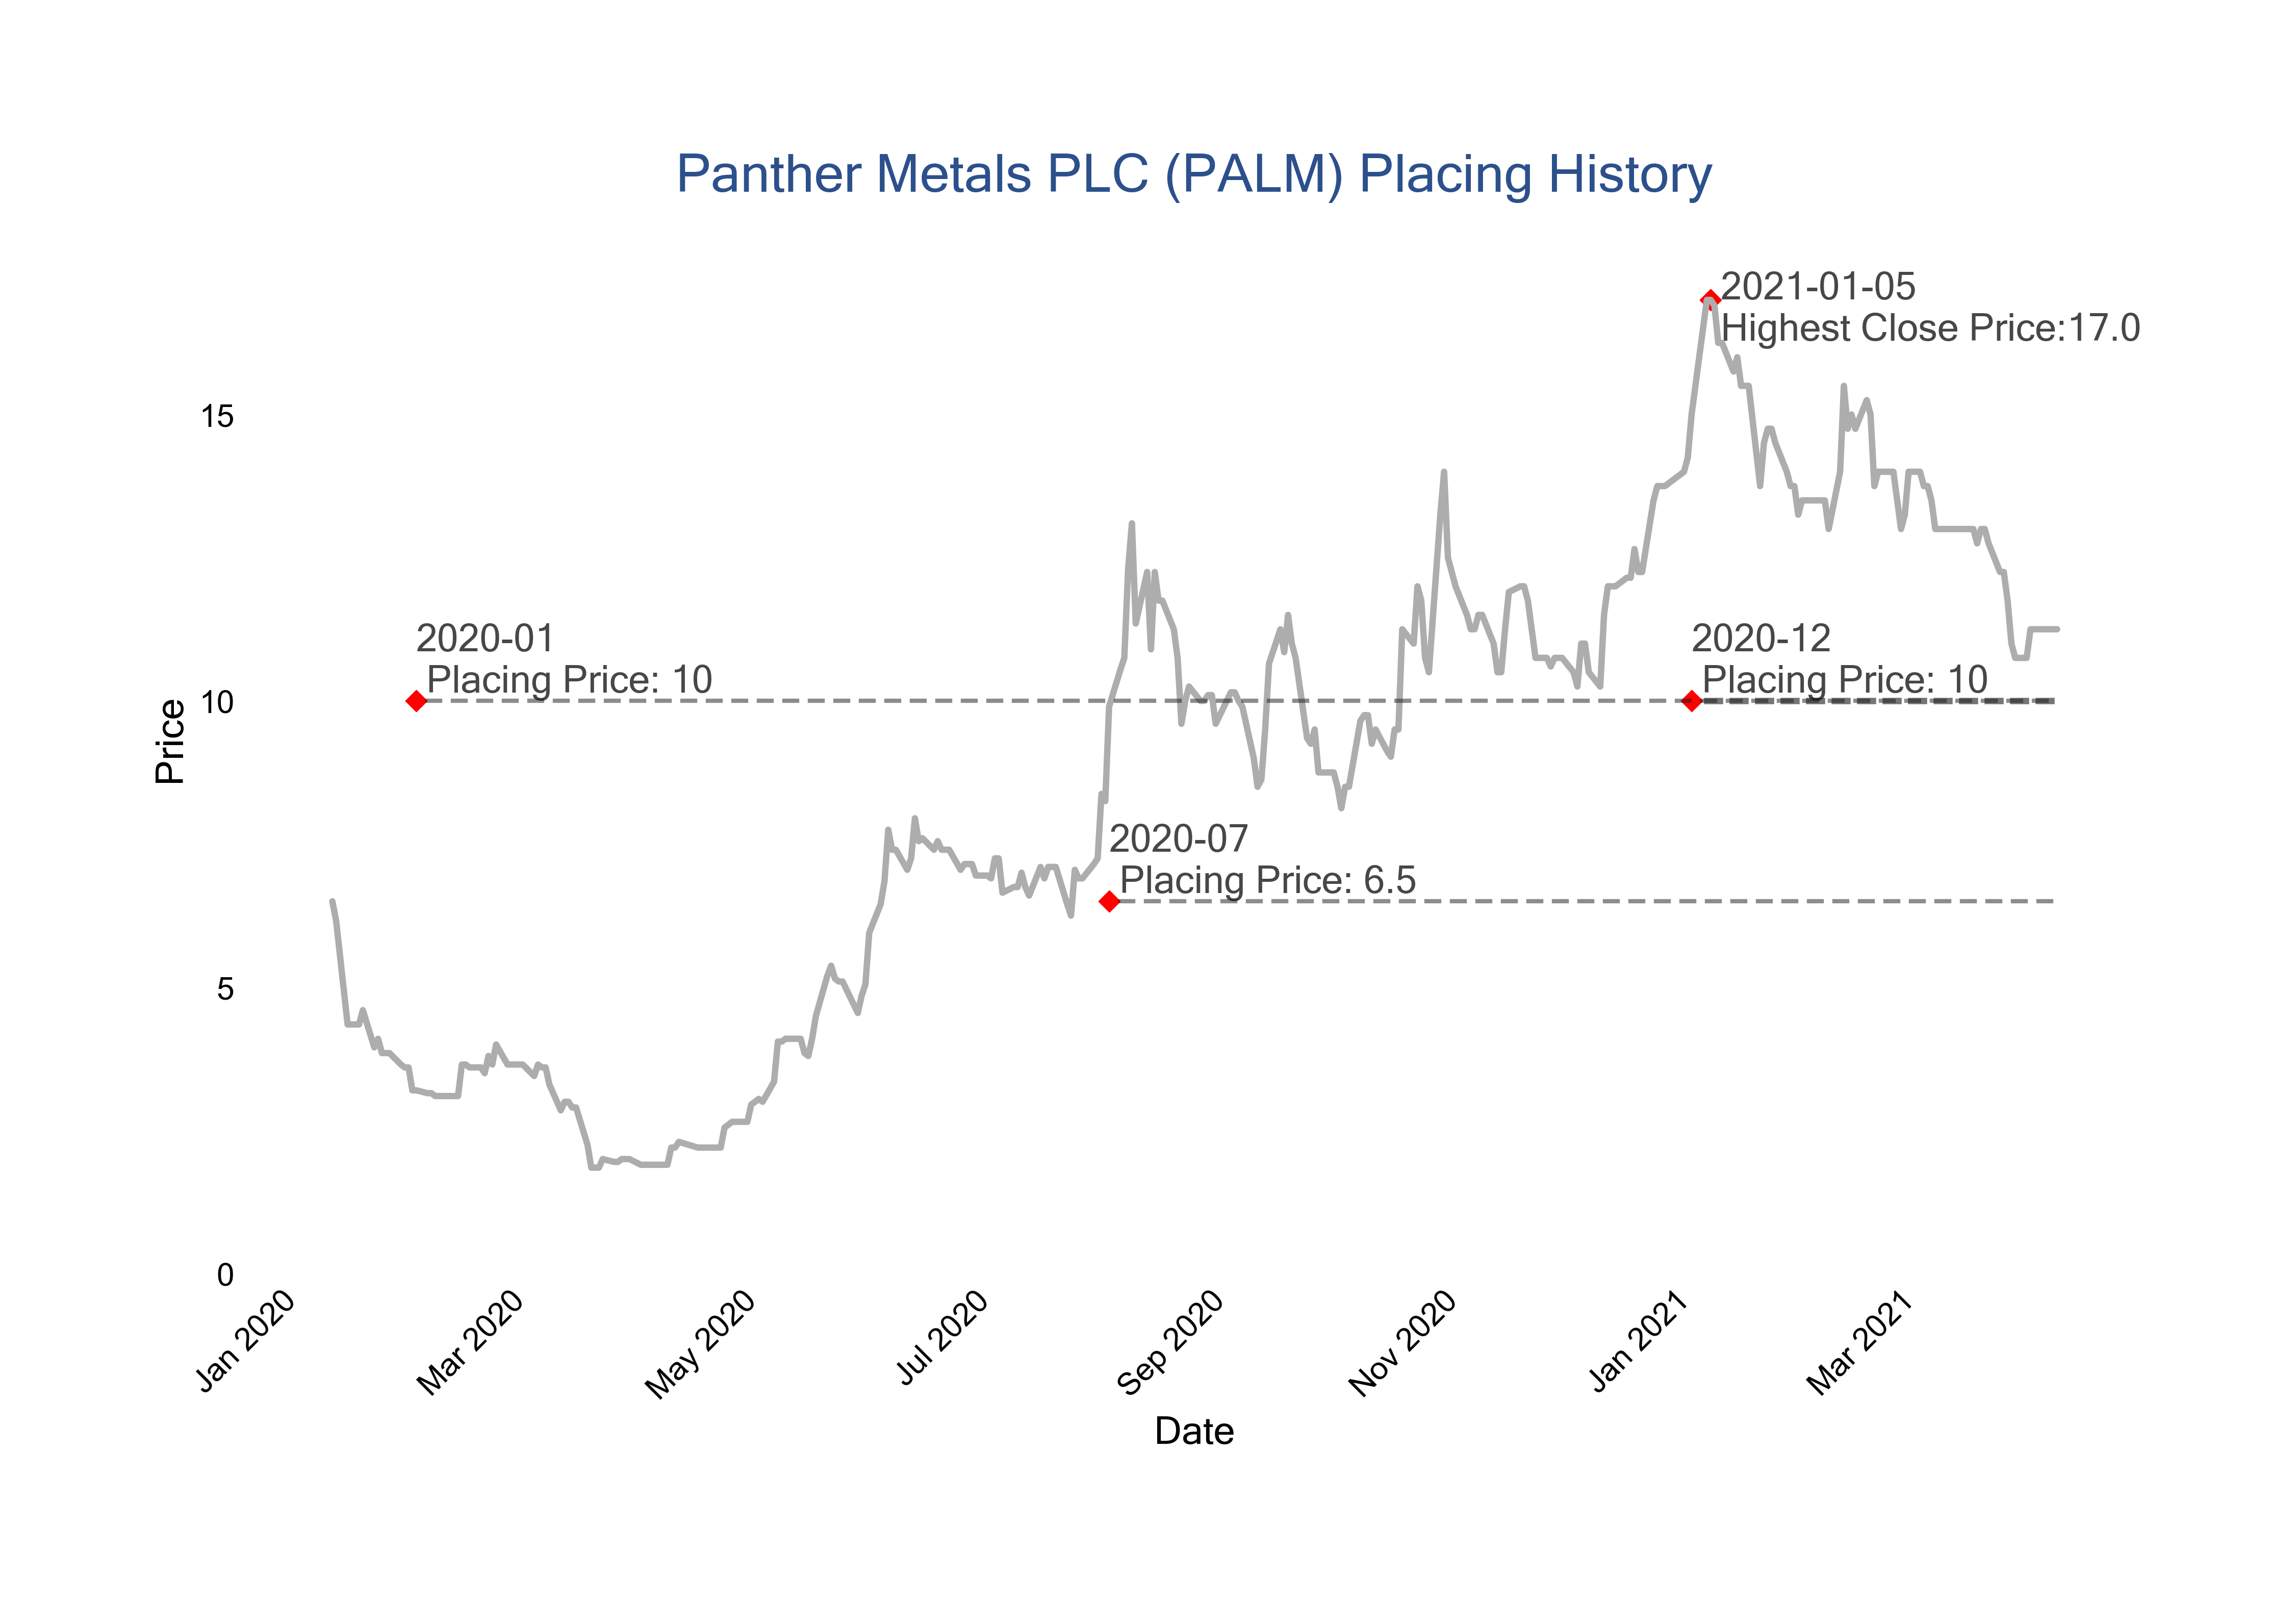 Panther Metals PLC (PALM) Placing History
2021-01-05
Highest Close Price:17.0
15
2020-01
Placing Price: 10
2020-12
Placing Price: 10
10
Price
2020-07
Placing Price: 6.5
5
0
Jan 2020
Mar 2020
May 2020
Jul 2020
Sep 2020
Nov 2020
Jan 2021
Mar 2021
Date